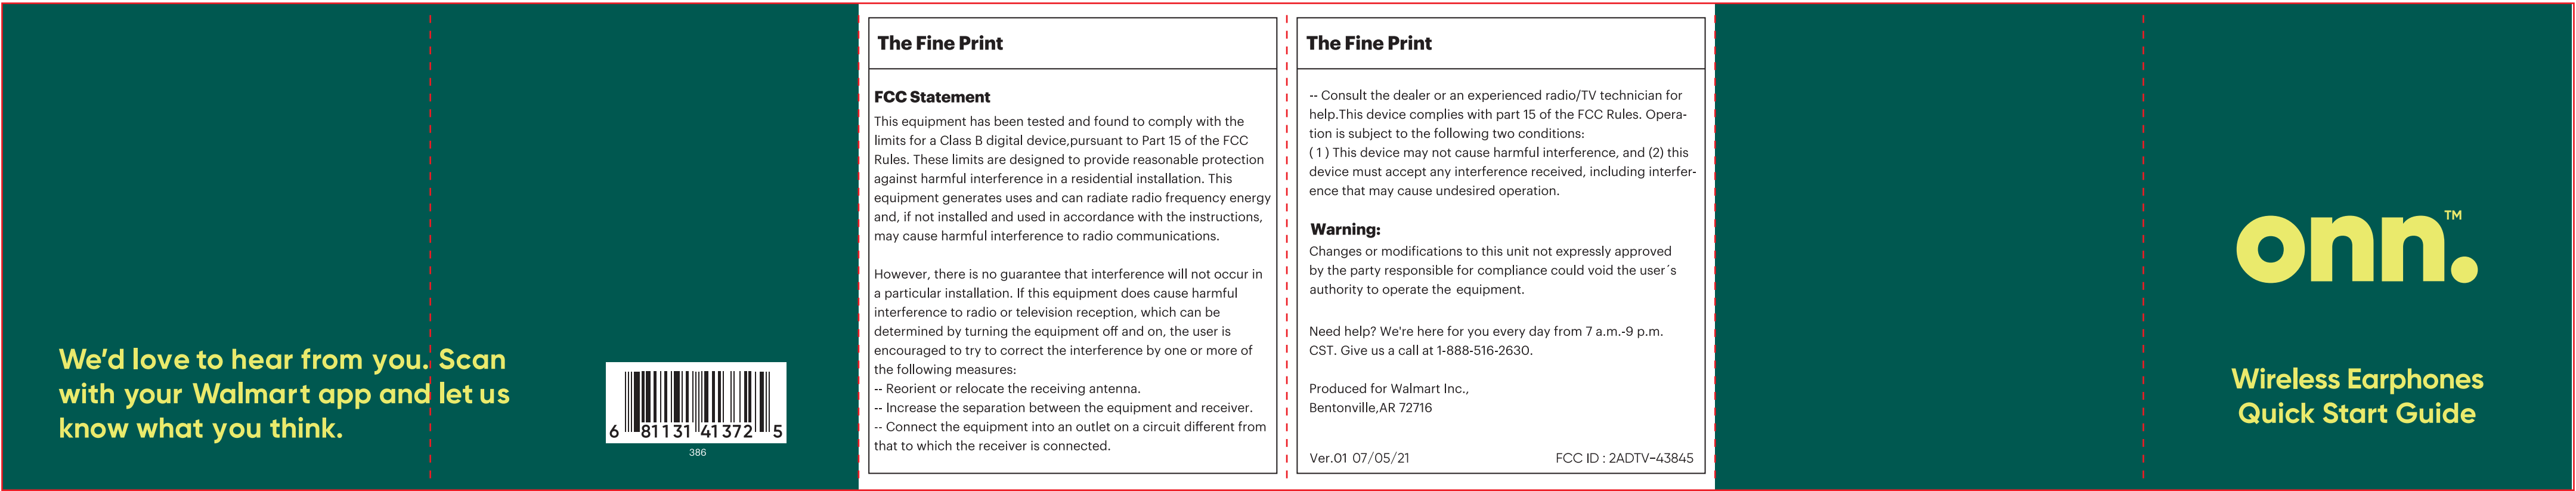 We’d love to hear from you. Scan
with your Walmart app and let us
know what you think.
6 81131 41372 5
386
The Fine Print
FCC Statement
This equipment has been tested and found to comply with the
limits for a Class B digital device,pursuant to Part 15 of the FCC
Rules. These limits are designed to provide reasonable protection
against harmful interference in a residential installation. This
equipment generates uses and can radiate radio frequency energy
and, if not installed and used in accordance with the instructions,
may cause harmful interference to radio communications.
However, there is no guarantee that interference will not occur in
a particular installation. If this equipment does cause harmful
interference to radio or television reception, which can be
determined by turning the equipment off and on, the user is
encouraged to try to correct the interference by one or more of
the following measures:
-- Reorient or relocate the receiving antenna.
-- Increase the separation between the equipment and receiver.
-- Connect the equipment into an outlet on a circuit different from
that to which the receiver is connected.
The Fine Print
-- Consult the dealer or an experienced radio/TV technician for
help.This device complies with part 15 of the FCC Rules. Opera-
tion is subject to the following two conditions:
( 1 ) This device may not cause harmful interference, and (2) this
device must accept any interference received, including interfer-
ence that may cause undesired operation.
Warning:
Changes or modifications to this unit not expressly approved
by the party responsible for compliance could void the user´s
authority to operate the equipment.
Need help? We're here for you every day from 7 a.m.-9 p.m.
CST. Give us a call at 1-888-516-2630.
Produced for Walmart Inc.,
Bentonville,AR 72716
Ver.01 07/05/21 FCC ID : 2ADTV-43845
onn.™
Wireless Earphones
Quick Start Guide